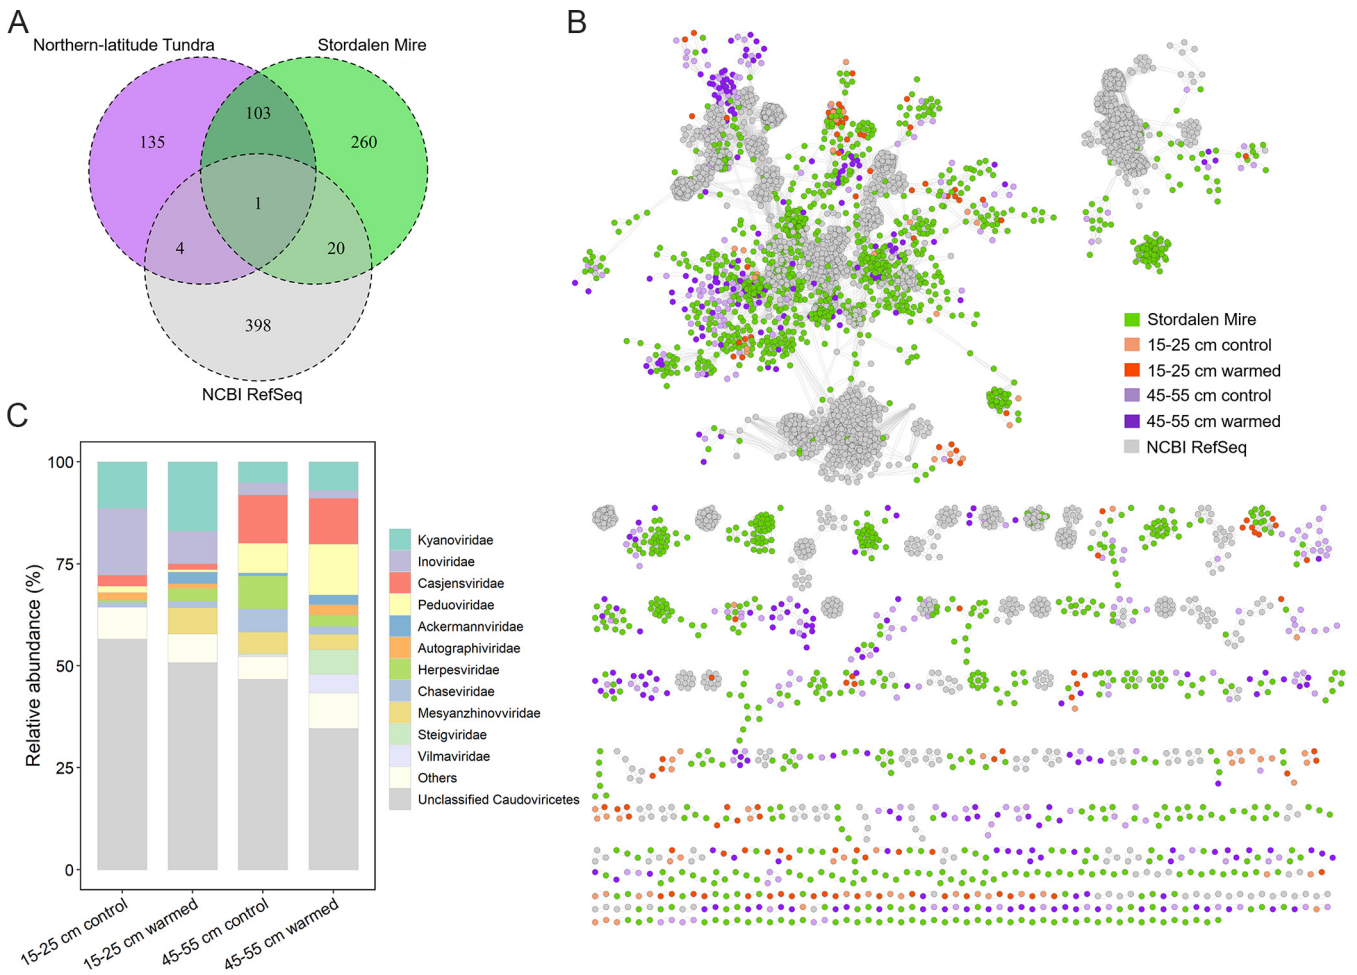 A
Northern-latitude Tundra
Stordalen Mire
103
135
260
1
4
20
398
NCBI RefSeq
B
Stordalen Mire
15-25 cm control
15-25 cm warmed
45-55 cm control
45-55 cm warmed
NCBI RefSeq
C
Relative abundance (%)
100
75
50
25
0
15-25 cm control
15-25 cm warmed
45-55 cm control
45-55 cm warmed
Kyanoviridae
Inoviridae
Casjensviridae
Peduoviridae
Ackermannviridae
Autographiviridae
Herpesviridae
Chaseviridae
Mesyanzhinovviridae
Steigviridae
Vilmaviridae
Others
Unclassified Caudoviricetes